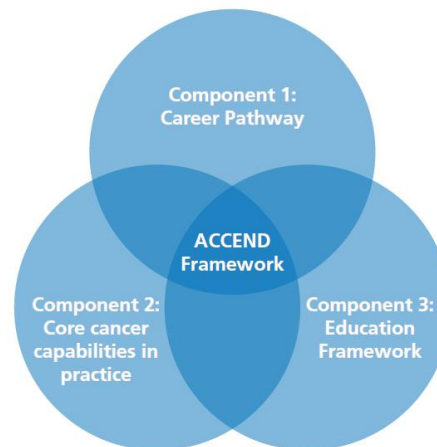 Component 1:
Career Pathway
ACCEND
Framework
Component 2:
Core cancer
capabilities in
practice
Component 3:
Education
Framework